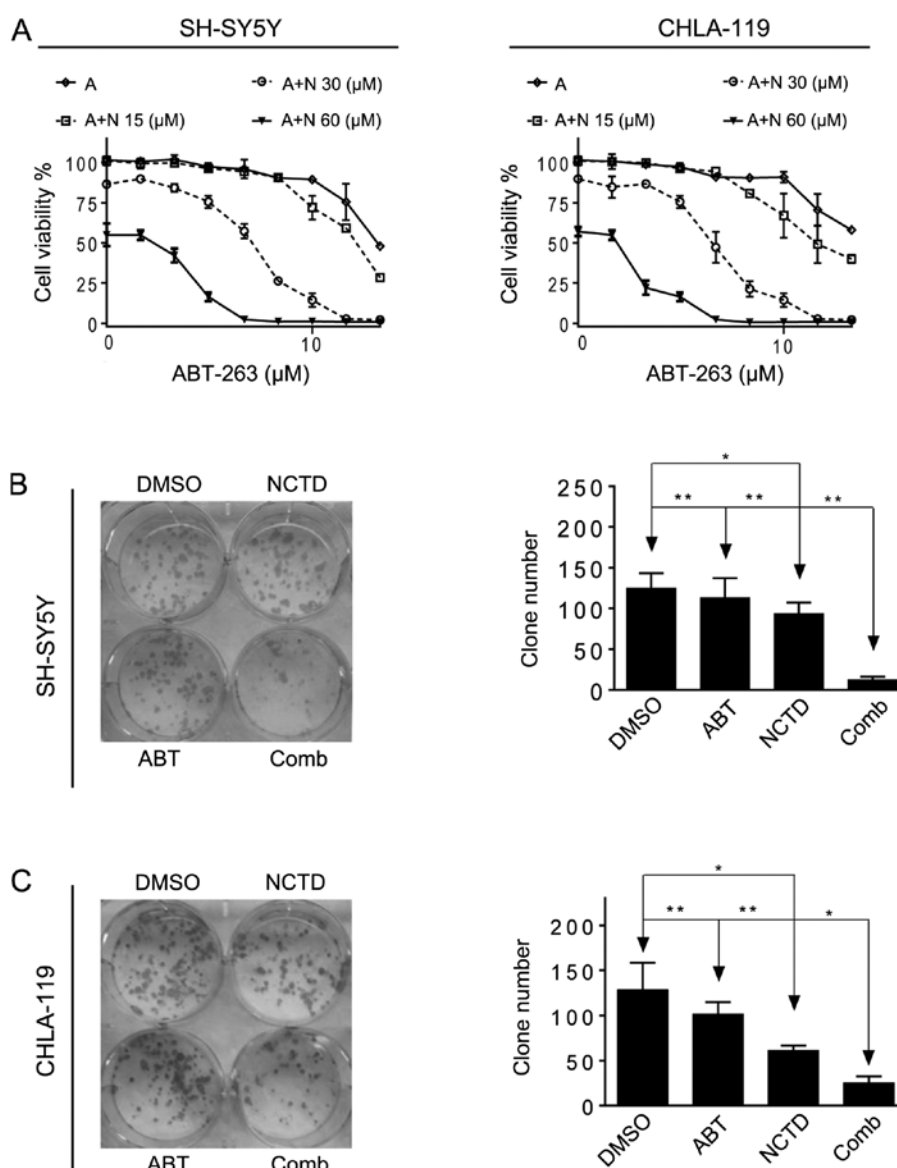 A
SH-SY5Y
CHLA-119
A
A+N 30 (μM)
A+N 15 (μM)
A+N 60 (μM)
Cell viability %
100
75
50
25
0
0
10
ABT-263 (μM)
A
A+N 30 (μM)
A+N 15 (μM)
A+N 60 (μM)
Cell viability %
100
75
50
25
0
0
10
ABT-263 (μM)
B
SH-SY5Y
DMSO NCTD
ABT Comb
Clone number
250
200
150
100
50
0
*
** ** **
DMSO ABT NCTD Comb
C
CHLA-119
DMSO NCTD
ABT Comb
Clone number
200
150
100
50
0
*
** ** *
DMSO ABT NCTD Comb